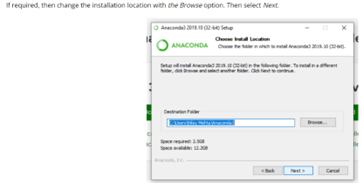 If required, then change the installation location with the Browse option. Then select Next.
Anaconda3 2019.10 (32-bit) Setup
ANACONDA
Choose Install Location
Choose the folder in which to install Anaconda3 2019.10 (32-bit).
Setup will install Anaconda3 2019.10 (32-bit) in the following folder. To install in a different
folder, click Browse and select another folder. Click Next to continue.
Destination Folder
Browse...
Space required: 2.5GB
Space available: 12.2GB
Anaconda, Inc.
< Back
Next >
Cancel